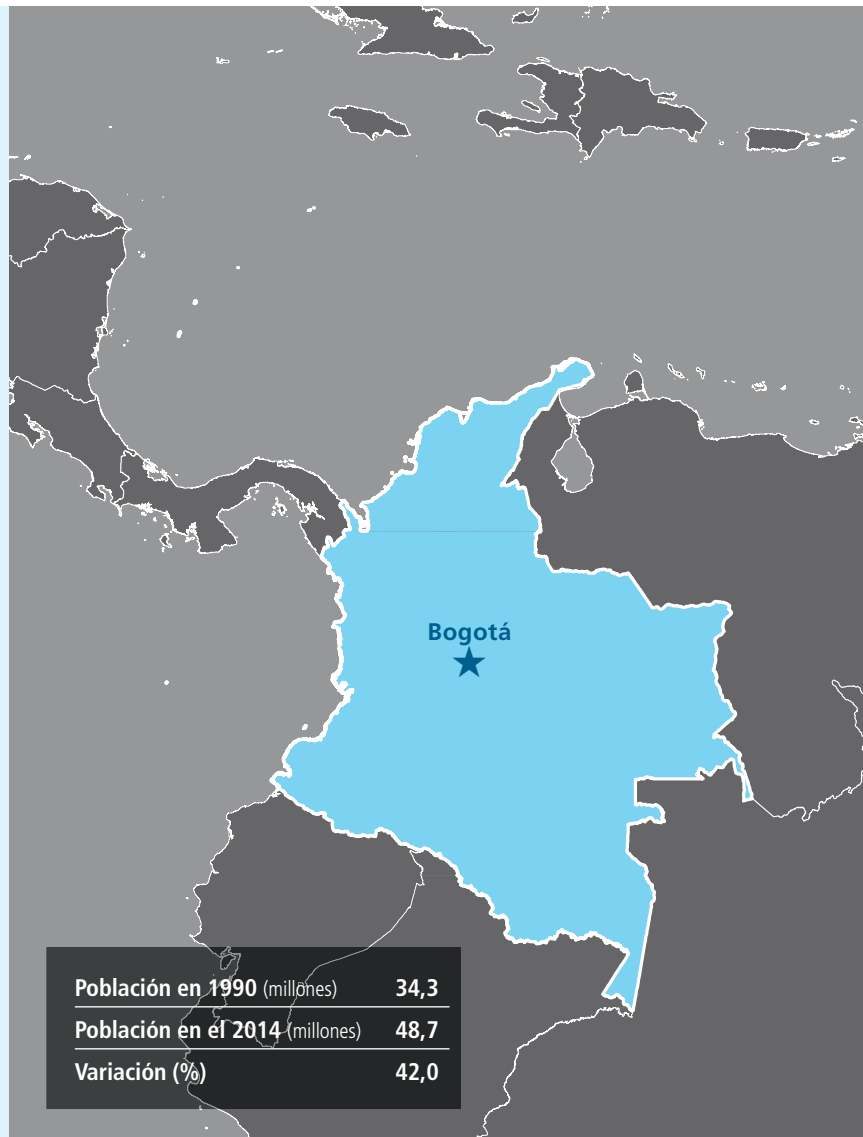 Bogotá
Población en 1990 (millones) 34,3
Población en el 2014 (millones) 48,7
Variación (%) 42,0